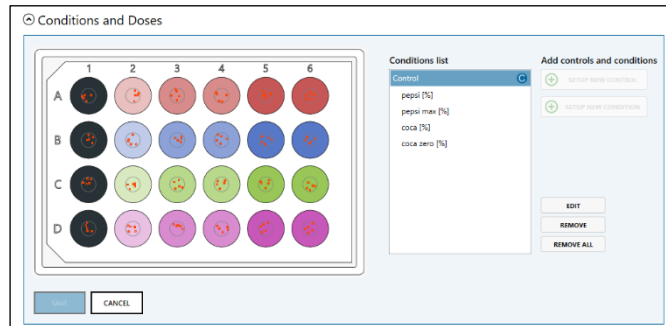 Conditions and Doses
1 2 3 4 5 6
A
B
C
D
Conditions list
Control C
pepsi [%]
pepsi max [%]
coca [%]
coca zero [%]
Add controls and conditions
SETUP NEW CONTROL
SETUP NEW CONDITION
EDIT
REMOVE
REMOVE ALL
CANCEL